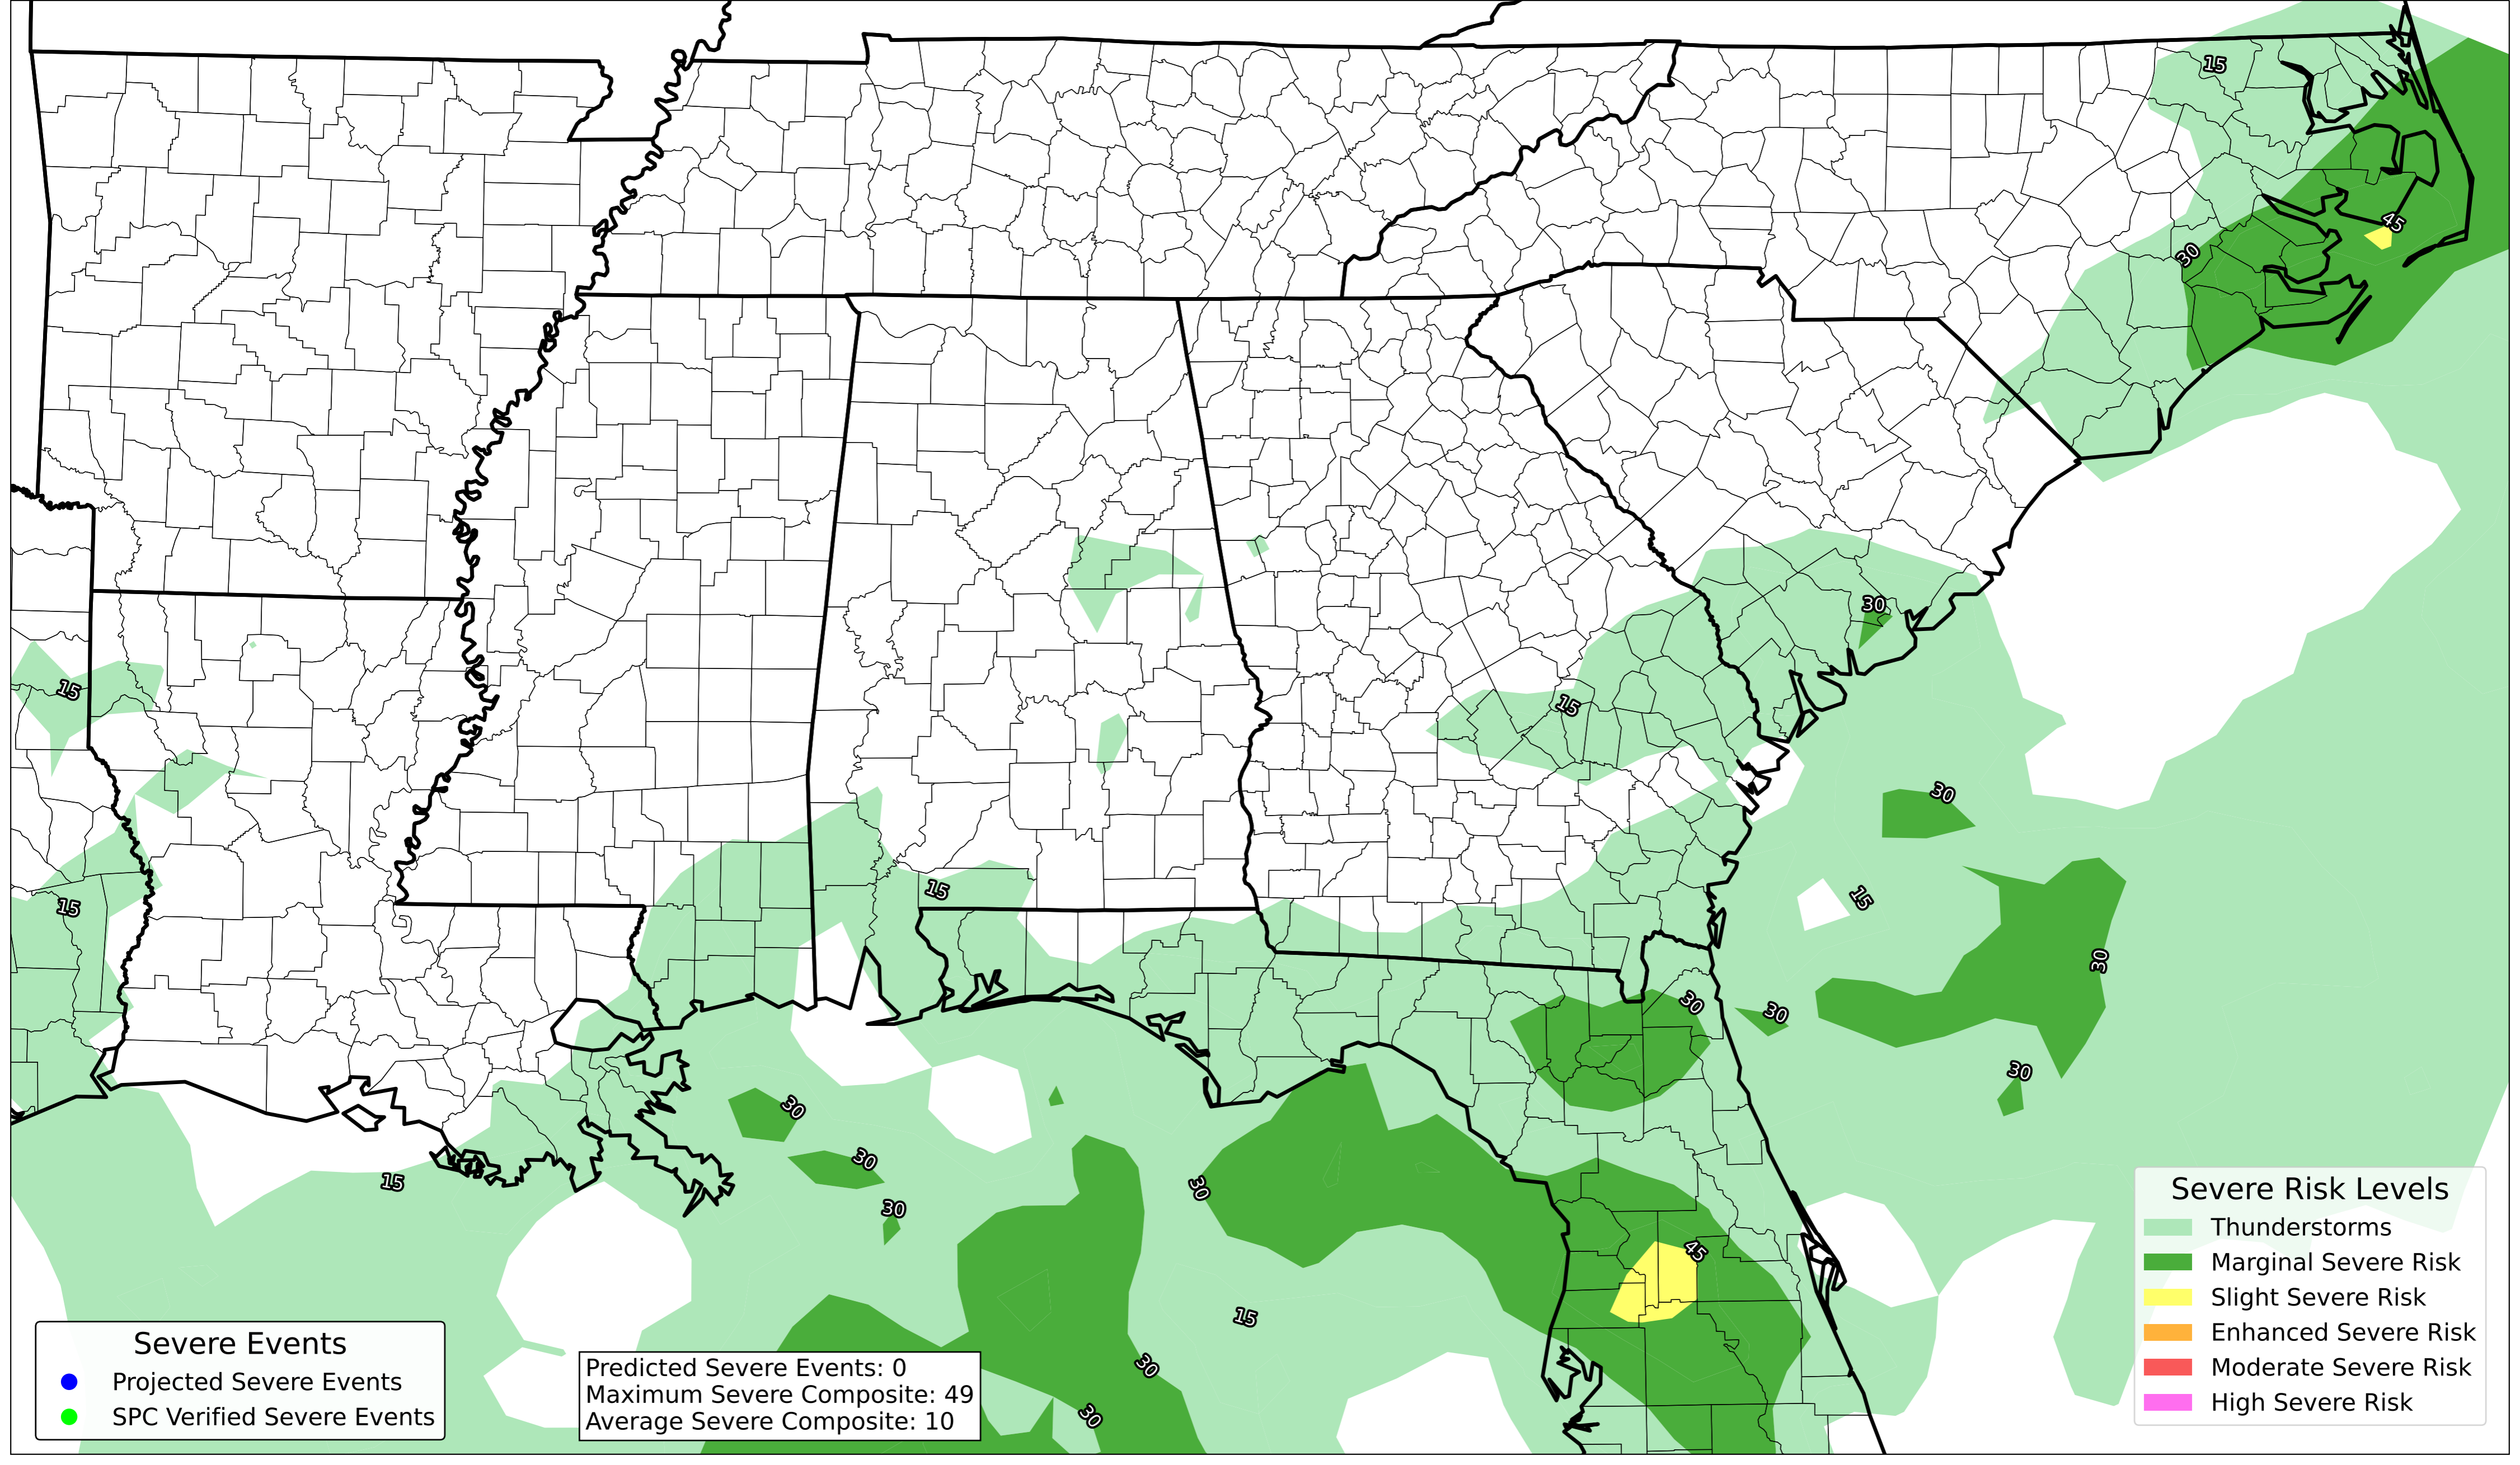 15
45
30
30
15
15
30
15
15
15
30
30
30
30
30
30
15
30
30
30
45
15
30
30
Severe Risk Levels
Thunderstorms
Marginal Severe Risk
Slight Severe Risk
Enhanced Severe Risk
Moderate Severe Risk
High Severe Risk
Severe Events
Projected Severe Events
SPC Verified Severe Events
Predicted Severe Events: 0
Maximum Severe Composite: 49
Average Severe Composite: 10